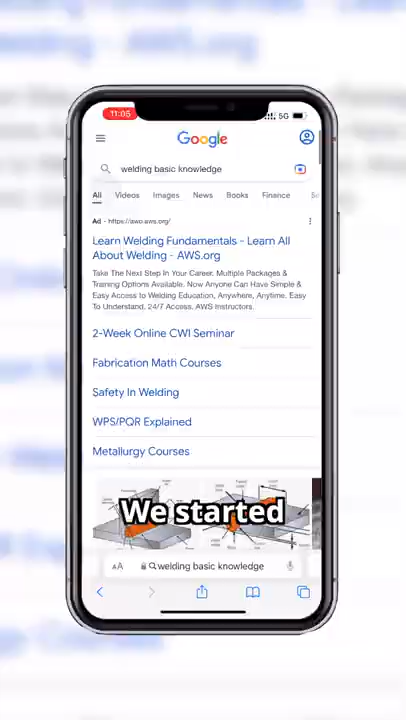 11:05
5G
Google
welding basic knowledge
All Videos Images News Books Finance
Ad · https://awo.aws.org/
Learn Welding Fundamentals - Learn All
About Welding - AWS.org
Take The Next Step In Your Career. Multiple Packages &
Training Options Available. Now Anyone Can Have Simple &
Easy Access to Welding Education, Anywhere, Anytime. Easy
To Understand. 24/7 Access. AWS Instructors.
2-Week Online CWI Seminar
Fabrication Math Courses
Safety In Welding
WPS/PQR Explained
Metallurgy Courses
We started
AA welding basic knowledge